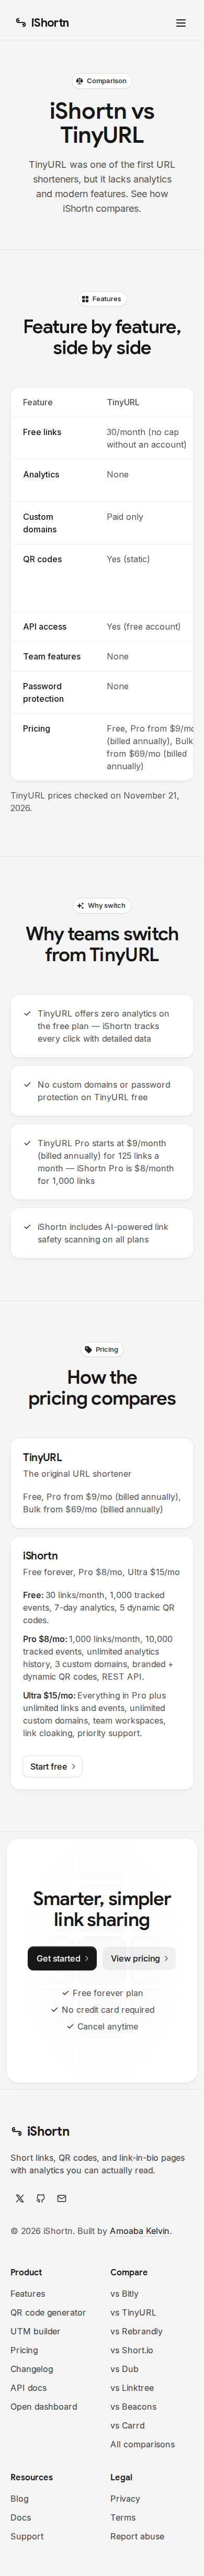 iShortn
Comparison
iShortn vs
TinyURL
TinyURL was one of the first URL
shorteners, but it lacks analytics
and modern features. See how
iShortn compares.
Features
Feature by feature,
side by side
Feature TinyURL
Free links 30/month (no cap
without an account)
Analytics None
Custom
domains
Paid only
QR codes Yes (static)
API access Yes (free account)
Team features None
Password
protection
None
Pricing Free, Pro from $9/mo
(billed annually), Bulk
from $69/mo (billed
annually)
TinyURL prices checked on November 21,
2026.
Why switch
Why teams switch
from TinyURL
TinyURL offers zero analytics on
the free plan — iShortn tracks
every click with detailed data
No custom domains or password
protection on TinyURL free
TinyURL Pro starts at $9/month
(billed annually) for 125 links a
month — iShortn Pro is $8/month
for 1,000 links
iShortn includes AI-powered link
safety scanning on all plans
Pricing
How the
pricing compares
TinyURL
The original URL shortener
Free, Pro from $9/mo (billed annually),
Bulk from $69/mo (billed annually)
iShortn
Free forever, Pro $8/mo, Ultra $15/mo
Free: 30 links/month, 1,000 tracked
events, 7-day analytics, 5 dynamic QR
codes.
Pro $8/mo: 1,000 links/month, 10,000
tracked events, unlimited analytics
history, 3 custom domains, branded +
dynamic QR codes, REST API.
Ultra $15/mo: Everything in Pro plus
unlimited links and events, unlimited
custom domains, team workspaces,
link cloaking, priority support.
Start free
Smarter, simpler
link sharing
Get started View pricing
Free forever plan
No credit card required
Cancel anytime
iShortn
Short links, QR codes, and link-in-bio pages
with analytics you can actually read.
© 2026 iShortn. Built by Amoaba Kelvin.
Product
Features
QR code generator
UTM builder
Pricing
Changelog
API docs
Open dashboard
Compare
vs Bitly
vs TinyURL
vs Rebrandly
vs Short.io
vs Dub
vs Linktree
vs Beacons
vs Carrd
All comparisons
Resources
Blog
Docs
Support
Legal
Privacy
Terms
Report abuse